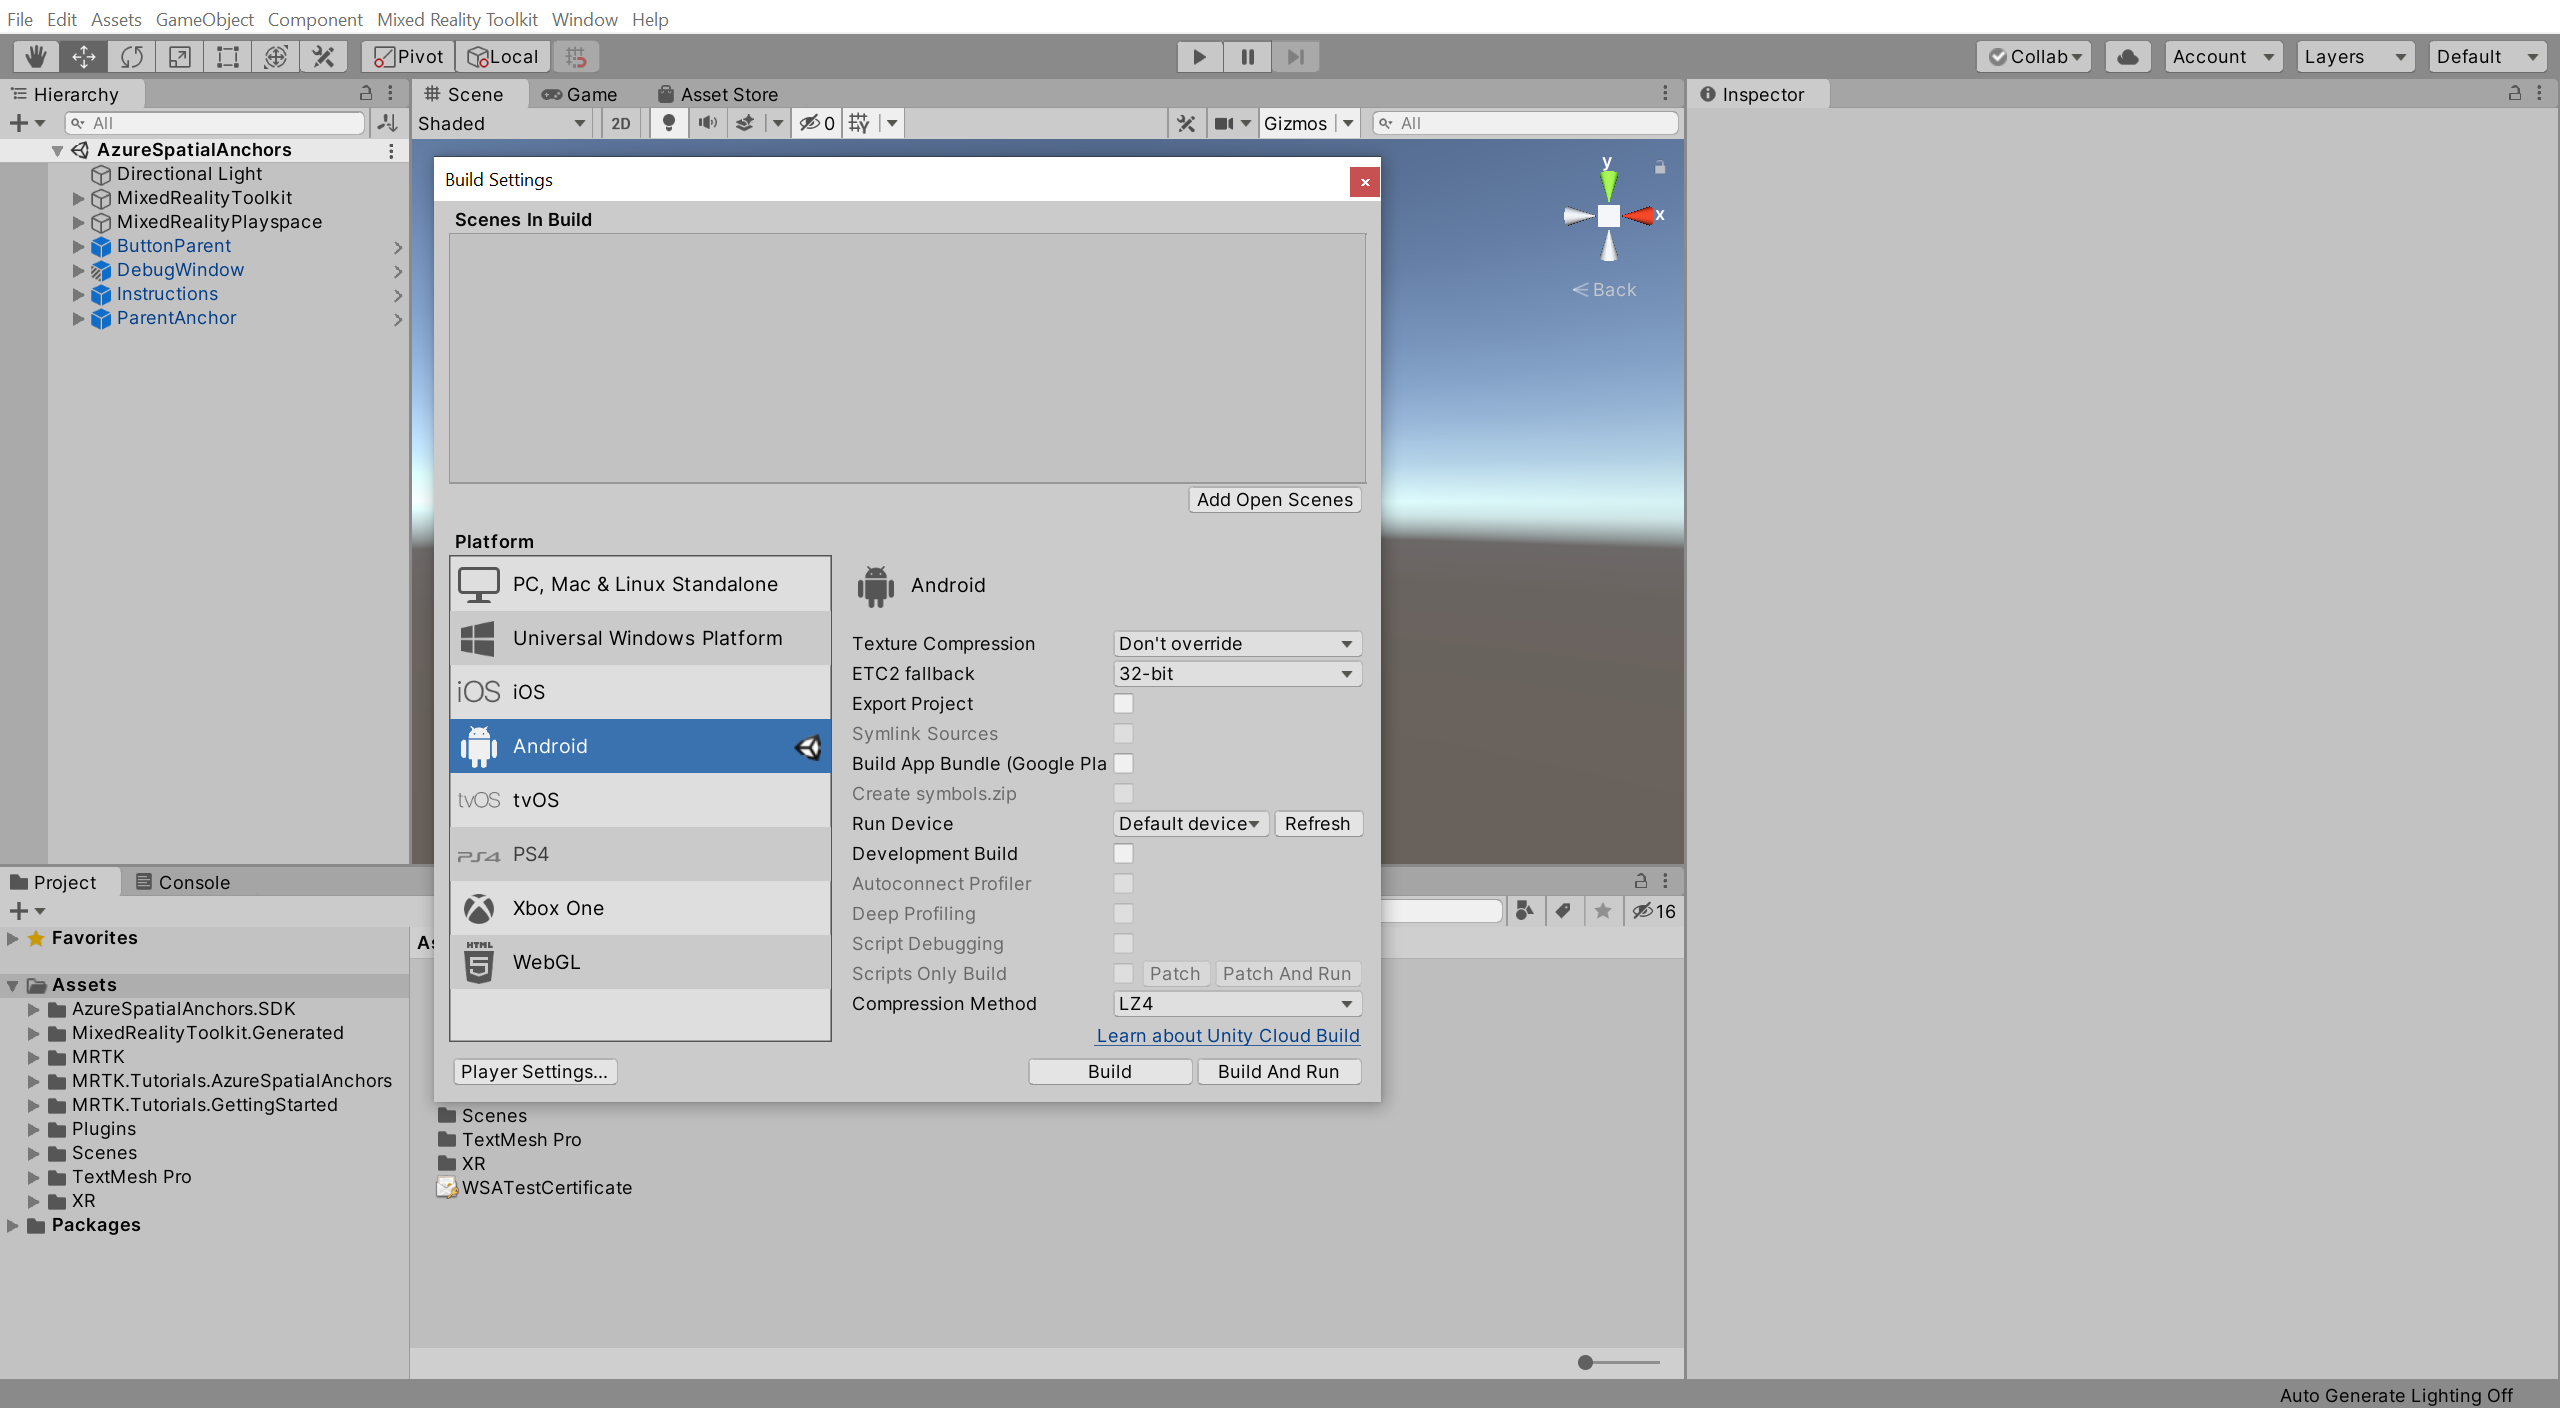 File Edit Assets GameObject Component Mixed Reality Toolkit Window Help
Pivot Local Collab Account Layers Default
Hierarchy
All
AzureSpatialAnchors
Directional Light
MixedRealityToolkit
MixedRealityPlayspace
ButtonParent
DebugWindow
Instructions
ParentAnchor
Scene Game Asset Store
Shaded 2D 0 Gizmos All
y
x
Back
Inspector
Build Settings
x
Scenes In Build
Add Open Scenes
Platform
PC, Mac & Linux Standalone
Universal Windows Platform
iOS iOS
Android
tvOS tvOS
PS4 PS4
Xbox One
HTML 5 WebGL
Android
Texture Compression Don't override
ETC2 fallback 32-bit
Export Project
Symlink Sources
Build App Bundle (Google Pla
Create symbols.zip
Run Device Default device Refresh
Development Build
Autoconnect Profiler
Deep Profiling
Script Debugging
Scripts Only Build Patch Patch And Run
Compression Method LZ4
Learn about Unity Cloud Build
Player Settings... Build Build And Run
Project Console
16
Favorites
Assets
AzureSpatialAnchors.SDK
MixedRealityToolkit.Generated
MRTK
MRTK.Tutorials.AzureSpatialAnchors
MRTK.Tutorials.GettingStarted
Plugins
Scenes
TextMesh Pro
XR
Packages
Scenes
TextMesh Pro
XR
WSATestCertificate
Auto Generate Lighting Off